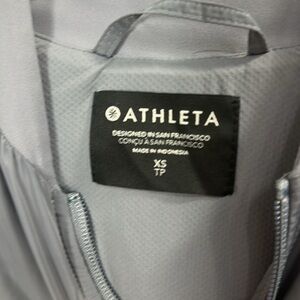 ATHLETA
DESIGNED IN SAN FRANCISCO
CONÇU À SAN FRANCISCO
MADE IN INDONESIA
XS
TP